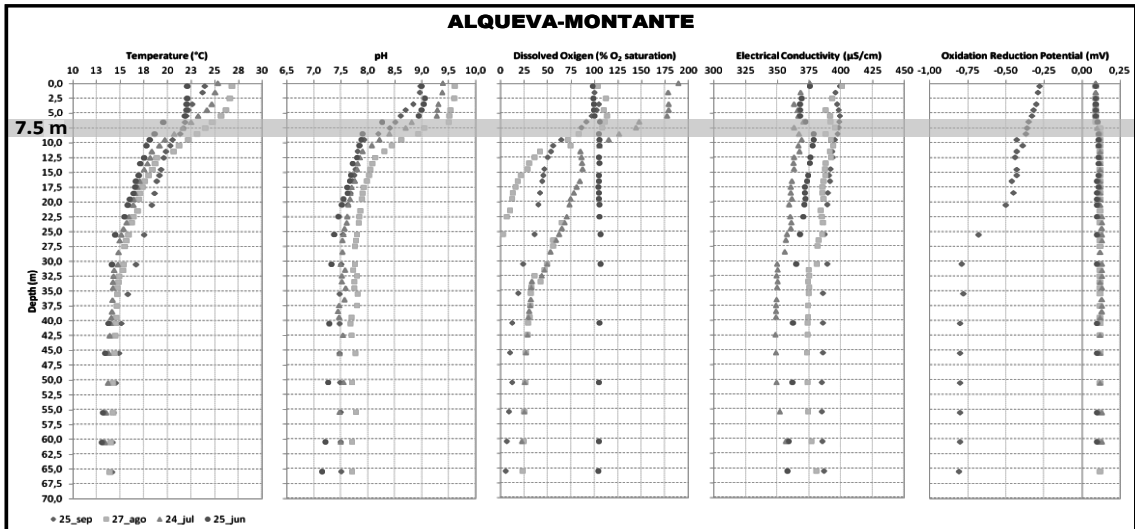 ALQUEVA-MONTANTE
Temperature (°C)
10 13 15 18 20 23 25 28 30
pH
6,5 7,0 7,5 8,0 8,5 9,0 9,5 10,0
Dissolved Oxigen (% O₂ saturation)
0 25 50 75 100 125 150 175 200
Electrical Conductivity (µS/cm)
300 325 350 375 400 425 450
Oxidation Reduction Potential (mV)
-1,00 -0,75 -0,50 -0,25 0,00 0,25
Depth (m)
0,0
2,5
5,0
7.5 m
10,0
12,5
15,0
17,5
20,0
22,5
25,0
27,5
30,0
32,5
35,0
37,5
40,0
42,5
45,0
47,5
50,0
52,5
55,0
57,5
60,0
62,5
65,0
67,5
70,0
25_sep 27_ago 24_jul 25_jun